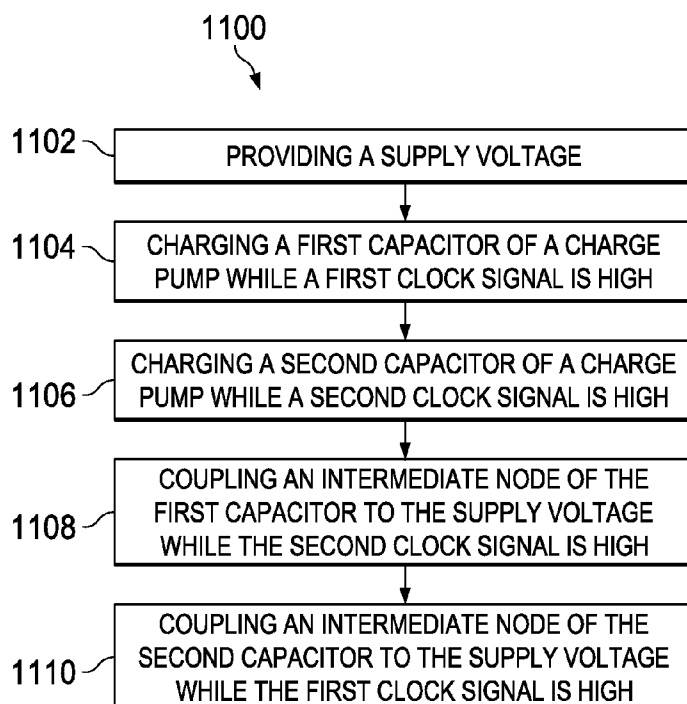 1100
1102
PROVIDING A SUPPLY VOLTAGE
1104
CHARGING A FIRST CAPACITOR OF A CHARGE
PUMP WHILE A FIRST CLOCK SIGNAL IS HIGH
1106
CHARGING A SECOND CAPACITOR OF A CHARGE
PUMP WHILE A SECOND CLOCK SIGNAL IS HIGH
1108
COUPLING AN INTERMEDIATE NODE OF THE
FIRST CAPACITOR TO THE SUPPLY VOLTAGE
WHILE THE SECOND CLOCK SIGNAL IS HIGH
1110
COUPLING AN INTERMEDIATE NODE OF THE
SECOND CAPACITOR TO THE SUPPLY VOLTAGE
WHILE THE FIRST CLOCK SIGNAL IS HIGH